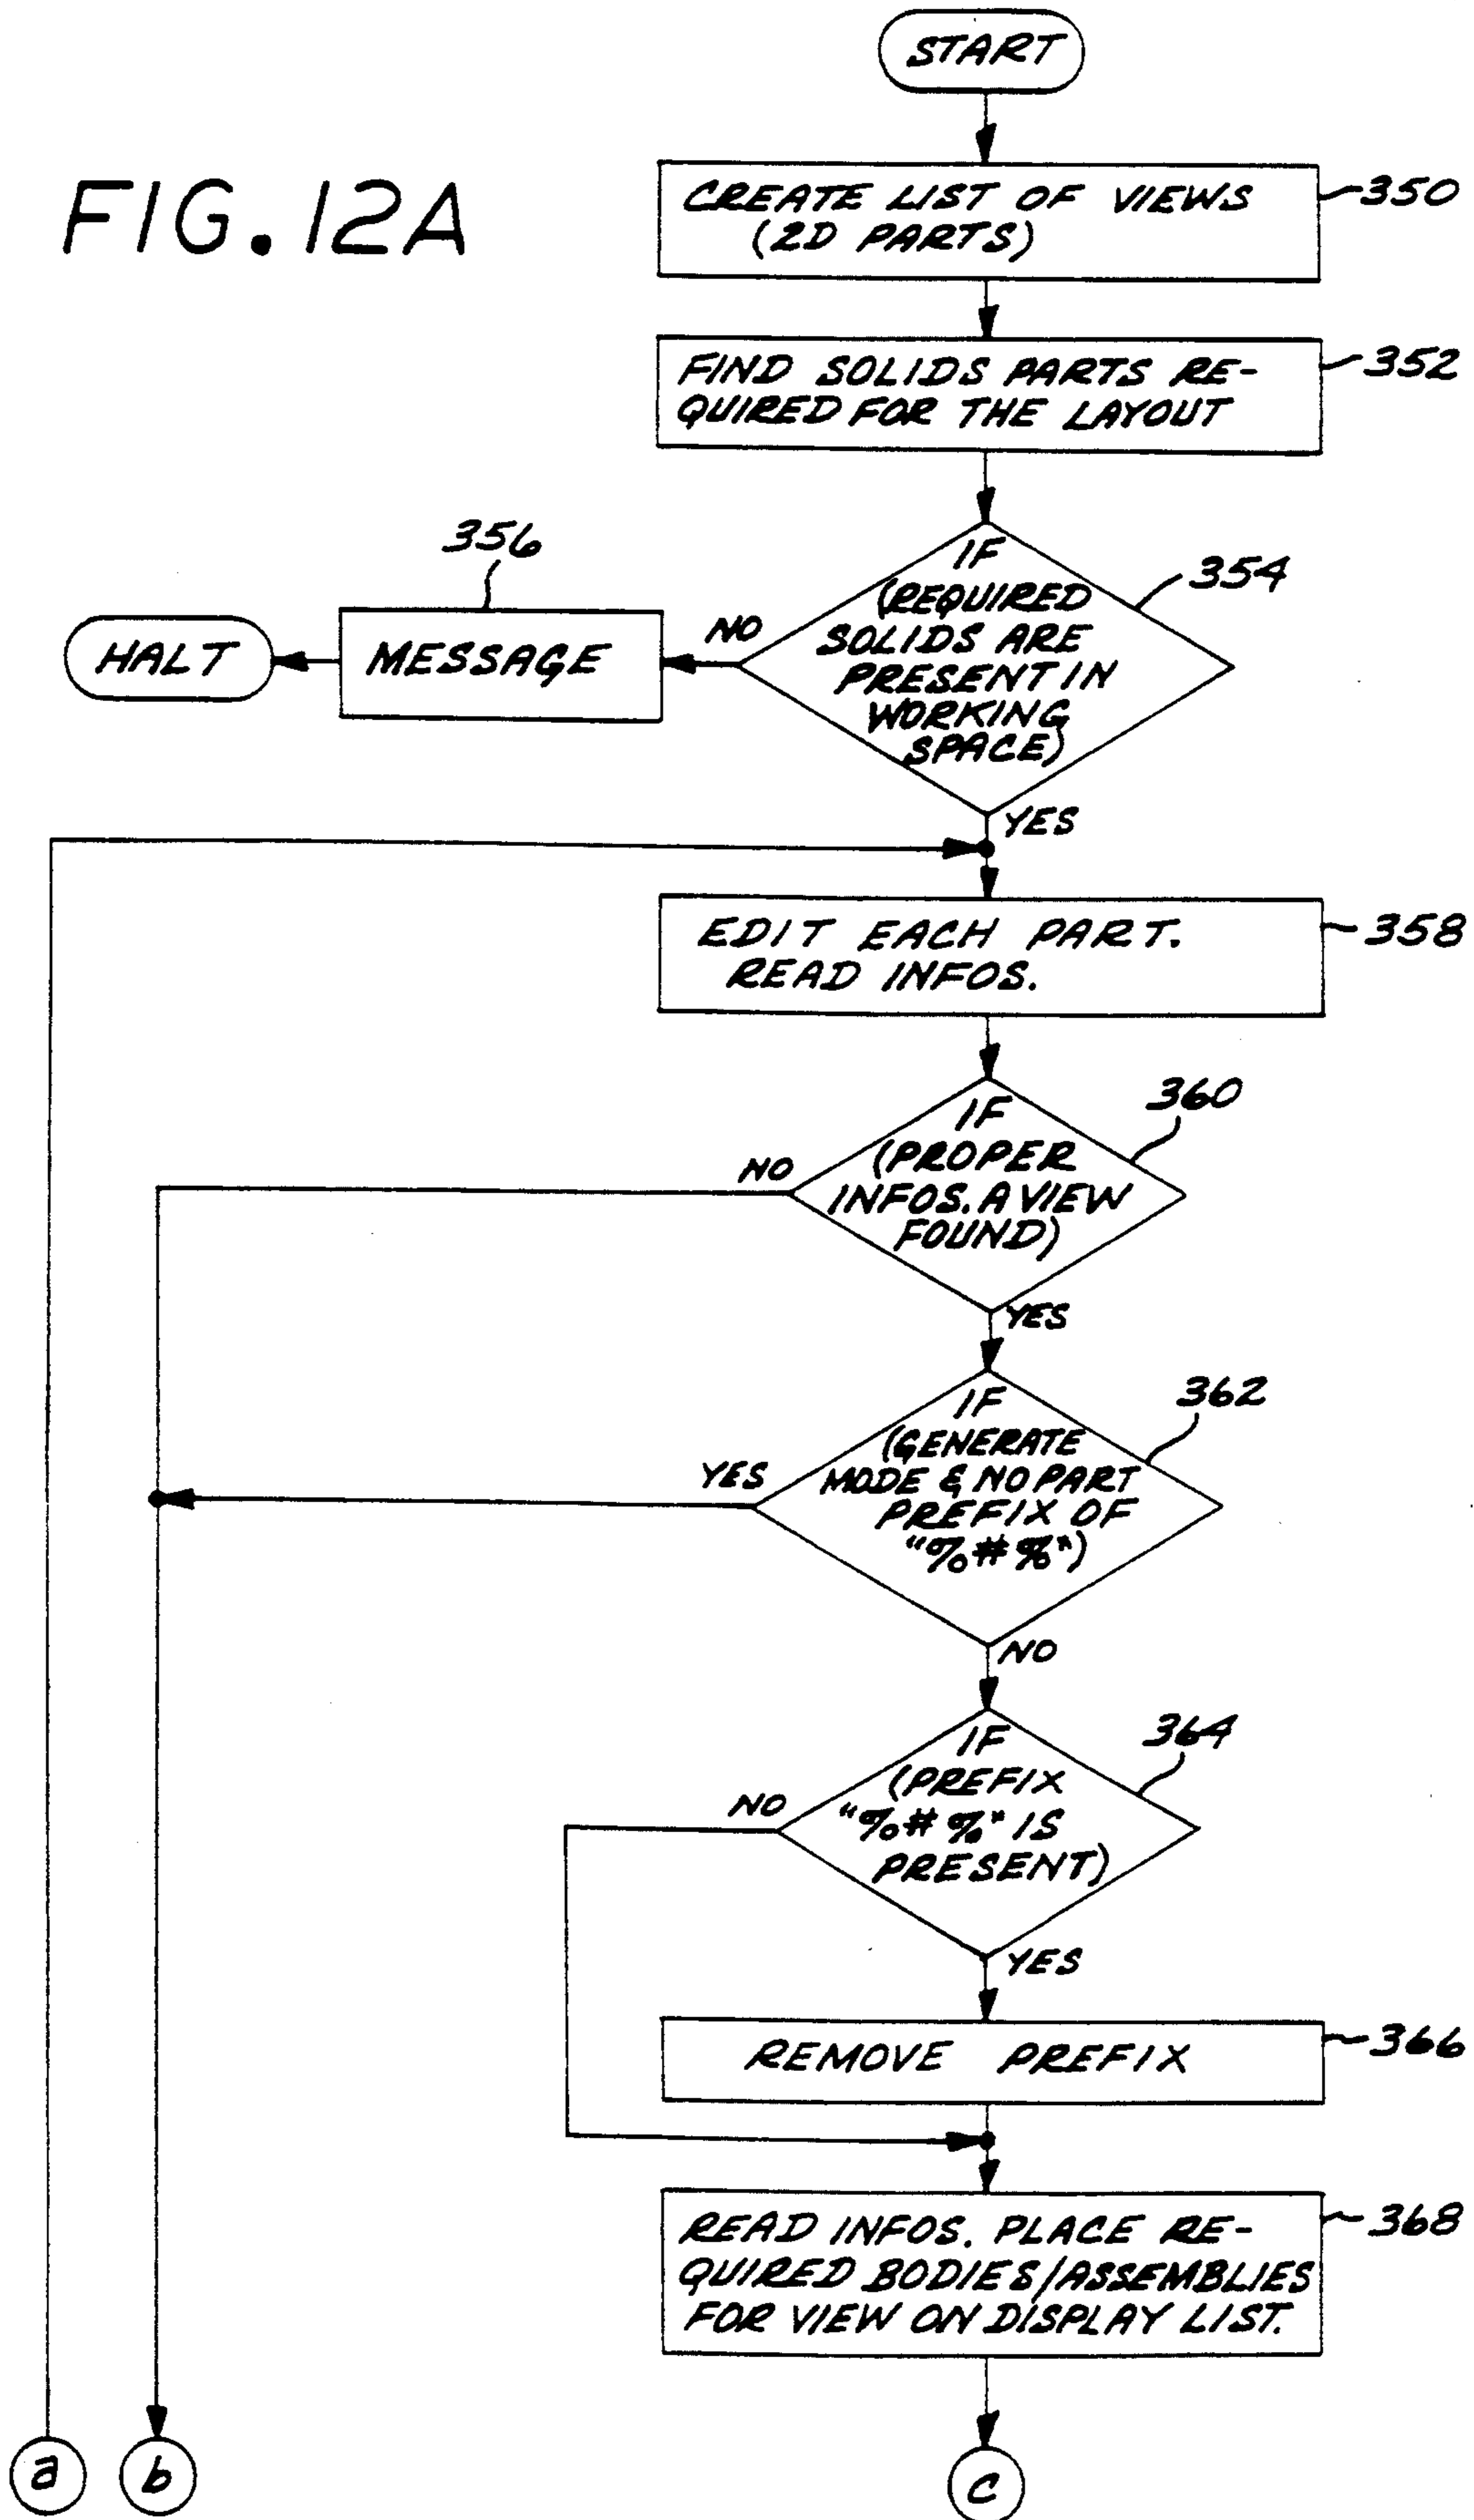 START
FIG.12A
CREATE LIST OF VIEWS
(2D PARTS)
350
FIND SOLIDS PARTS RE-
QUIRED FOR THE LAYOUT
352
IF
(REQUIRED
SOLIDS ARE
PRESENT IN
WORKING
SPACE)
354
NO
356
MESSAGE
HALT
YES
EDIT EACH PART.
READ INFOS.
358
IF
(PROPER
INFOS. A VIEW
FOUND)
360
NO
YES
IF
(GENERATE
MODE & NO PART
PREFIX OF
"%#%")
362
YES
NO
IF
(PREFIX
"%#%" IS
PRESENT)
364
NO
YES
REMOVE PREFIX
366
READ INFOS. PLACE RE-
QUIRED BODIES/ASSEMBLIES
FOR VIEW ON DISPLAY LIST.
368
a
b
c